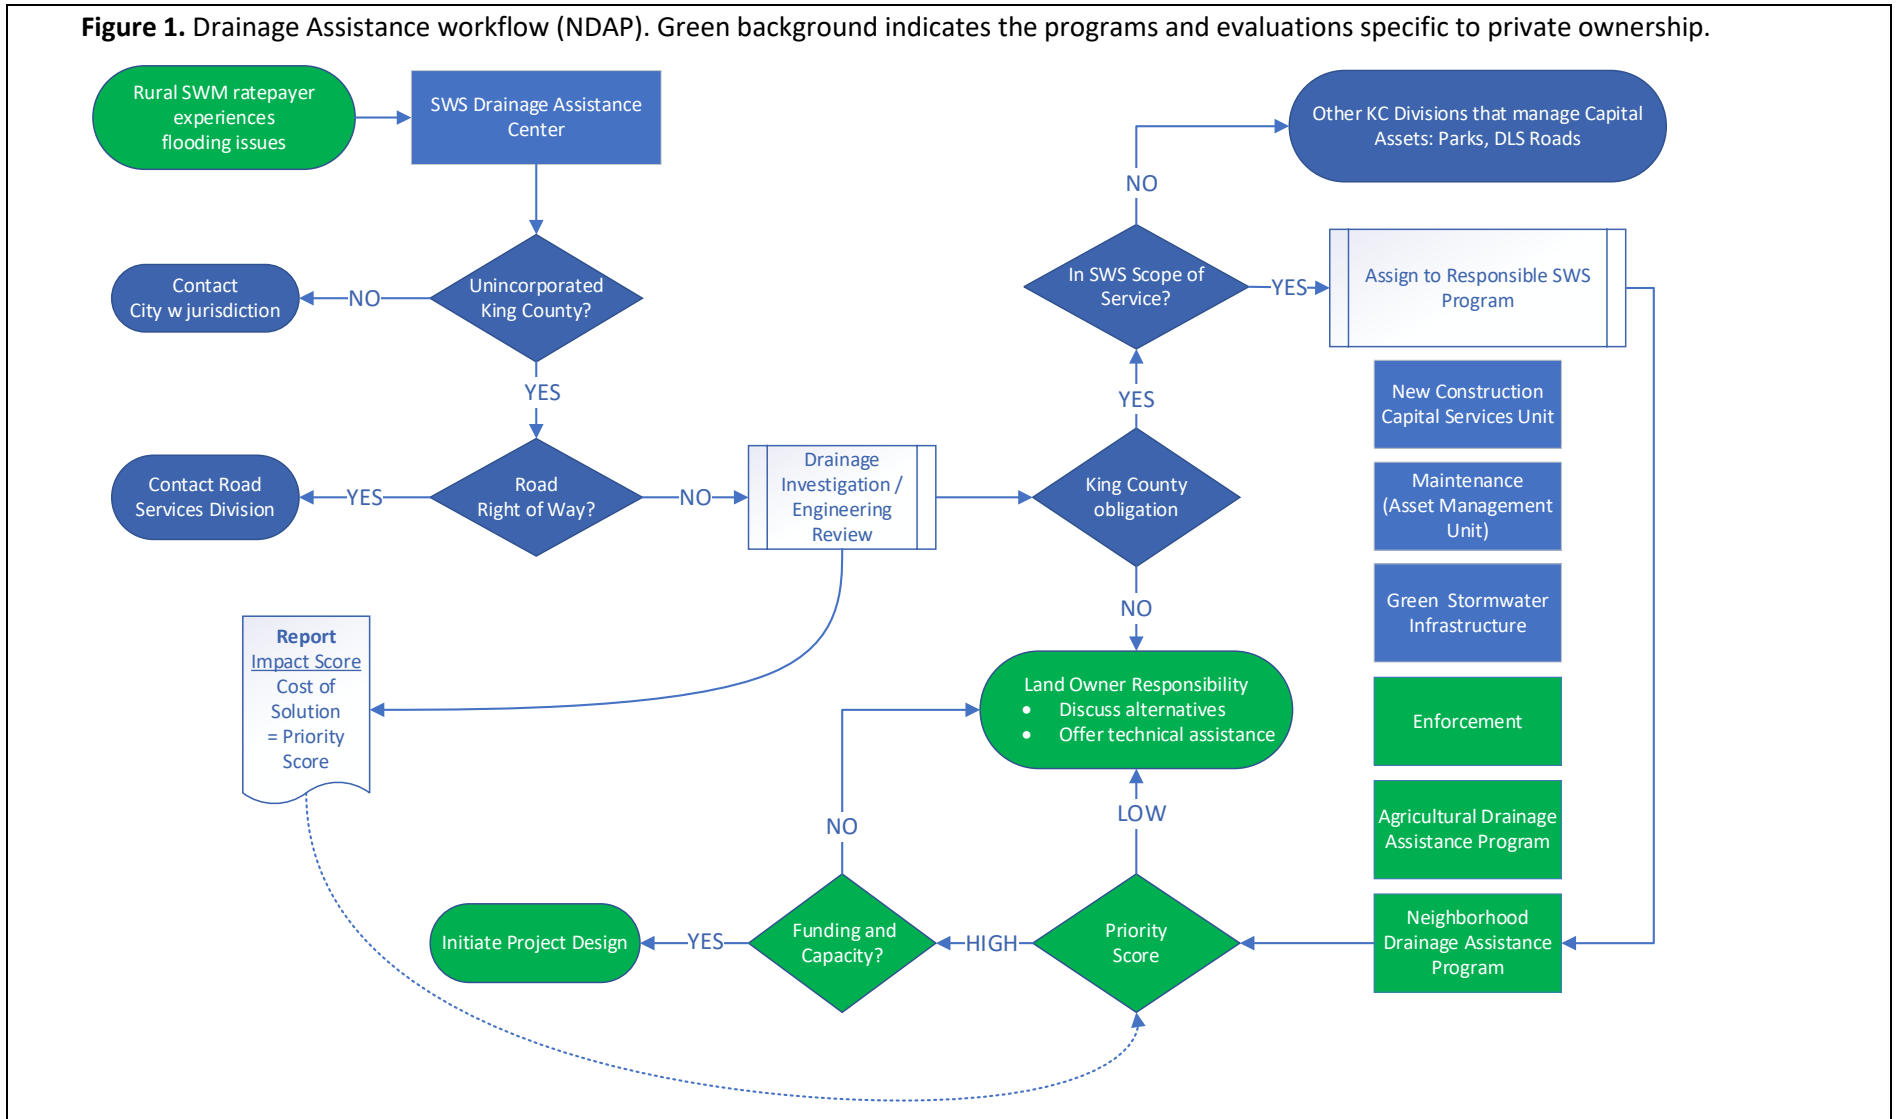 Figure 1. Drainage Assistance workflow (NDAP). Green background indicates the programs and evaluations specific to private ownership.
Rural SWM ratepayer
experiences
flooding issues
SWS Drainage Assistance
Center
Other KC Divisions that manage Capital
Assets: Parks, DLS Roads
NO
In SWS Scope of
Service?
YES
Assign to Responsible SWS
Program
Contact
City w jurisdiction
NO
Unincorporated
King County?
YES
YES
New Construction
Capital Services Unit
Contact Road
Services Division
YES
Road
Right of Way?
NO
Drainage
Investigation /
Engineering
Review
King County
obligation
Maintenance
(Asset Management
Unit)
NO
Green  Stormwater
Infrastructure
Report
Impact Score
Cost of
Solution
= Priority
Score
Land Owner Responsibility
• Discuss alternatives
• Offer technical assistance
Enforcement
NO
LOW
Agricultural Drainage
Assistance Program
Initiate Project Design
YES
Funding and
Capacity?
HIGH
Priority
Score
Neighborhood
Drainage Assistance
Program